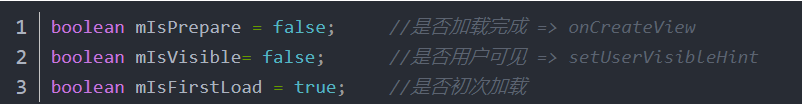 1 boolean mIsPrepare = false;    //是否加载完成 => onCreateView
2 boolean mIsVisible= false;     //是否用户可见 => setUserVisibleHint
3 boolean mIsFirstLoad = true;   //是否初次加载